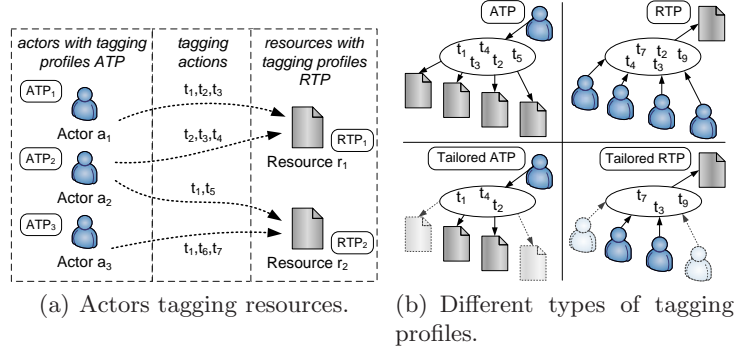 actors with tagging profiles ATP
tagging actions
resources with tagging profiles RTP
ATP1
Actor a1
t1,t2,t3
RTP1
Resource r1
ATP2
Actor a2
t2,t3,t4
t1,t5
ATP3
Actor a3
t1,t6,t7
RTP2
Resource r2
(a) Actors tagging resources.
ATP
t1 t4 t3 t2 t5
RTP
t7 t2 t9 t4 t3
Tailored ATP
t1 t4 t2
Tailored RTP
t7 t9 t3
(b) Different types of tagging
profiles.